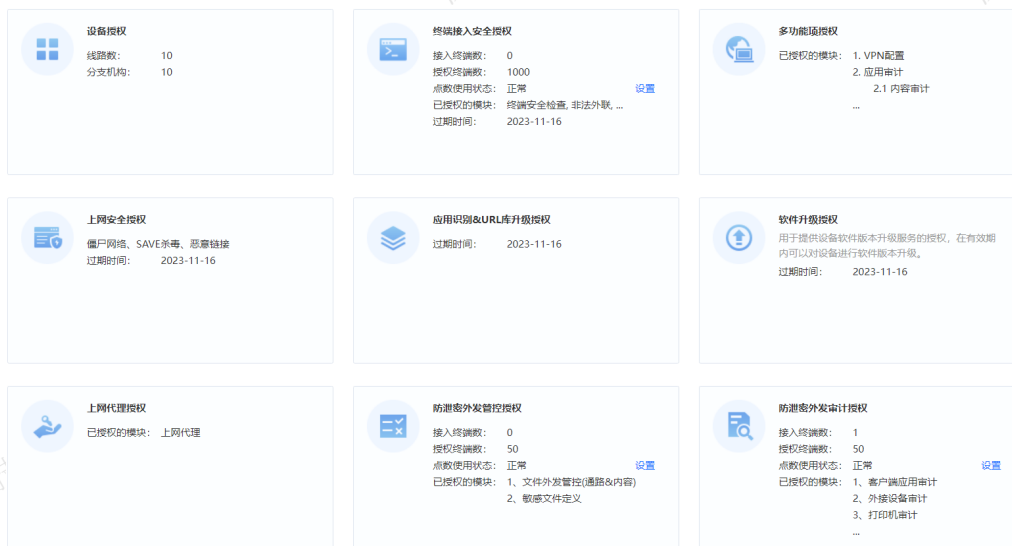 设备授权
线路数： 10
分支机构： 10
终端接入安全授权
接入终端数： 0
授权终端数： 1000
点数使用状态： 正常 设置
已授权的模块： 终端安全检查, 非法外联, ...
过期时间： 2023-11-16
多功能项授权
已授权的模块： 1. VPN配置
2. 应用审计
2.1 内容审计
...
上网安全授权
僵尸网络、SAVE杀毒、恶意链接
过期时间： 2023-11-16
应用识别&URL库升级授权
过期时间： 2023-11-16
软件升级授权
用于提供设备软件版本升级服务的授权，在有效期
内可以对设备进行软件版本升级。
过期时间： 2023-11-16
上网代理授权
已授权的模块： 上网代理
防泄密外发管控授权
接入终端数： 0
授权终端数： 50
点数使用状态： 正常 设置
已授权的模块： 1、文件外发管控(通路&内容)
2、敏感文件定义
防泄密外发审计授权
接入终端数： 1
授权终端数： 50
点数使用状态： 正常 设置
已授权的模块： 1、客户端应用审计
2、外接设备审计
3、打印机审计
...